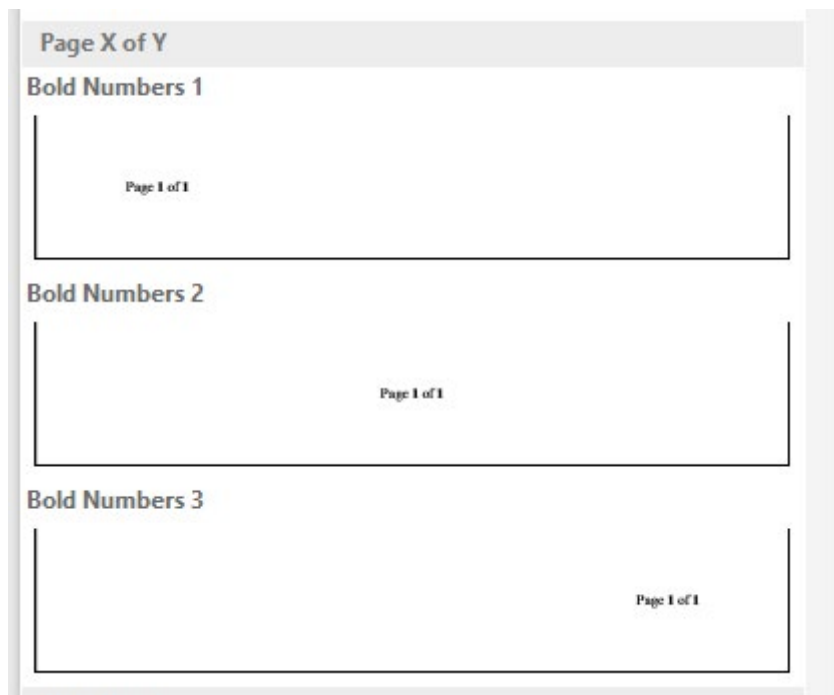 Page X of Y
Bold Numbers 1
Page 1 of 1
Bold Numbers 2
Page 1 of 1
Bold Numbers 3
Page 1 of 1